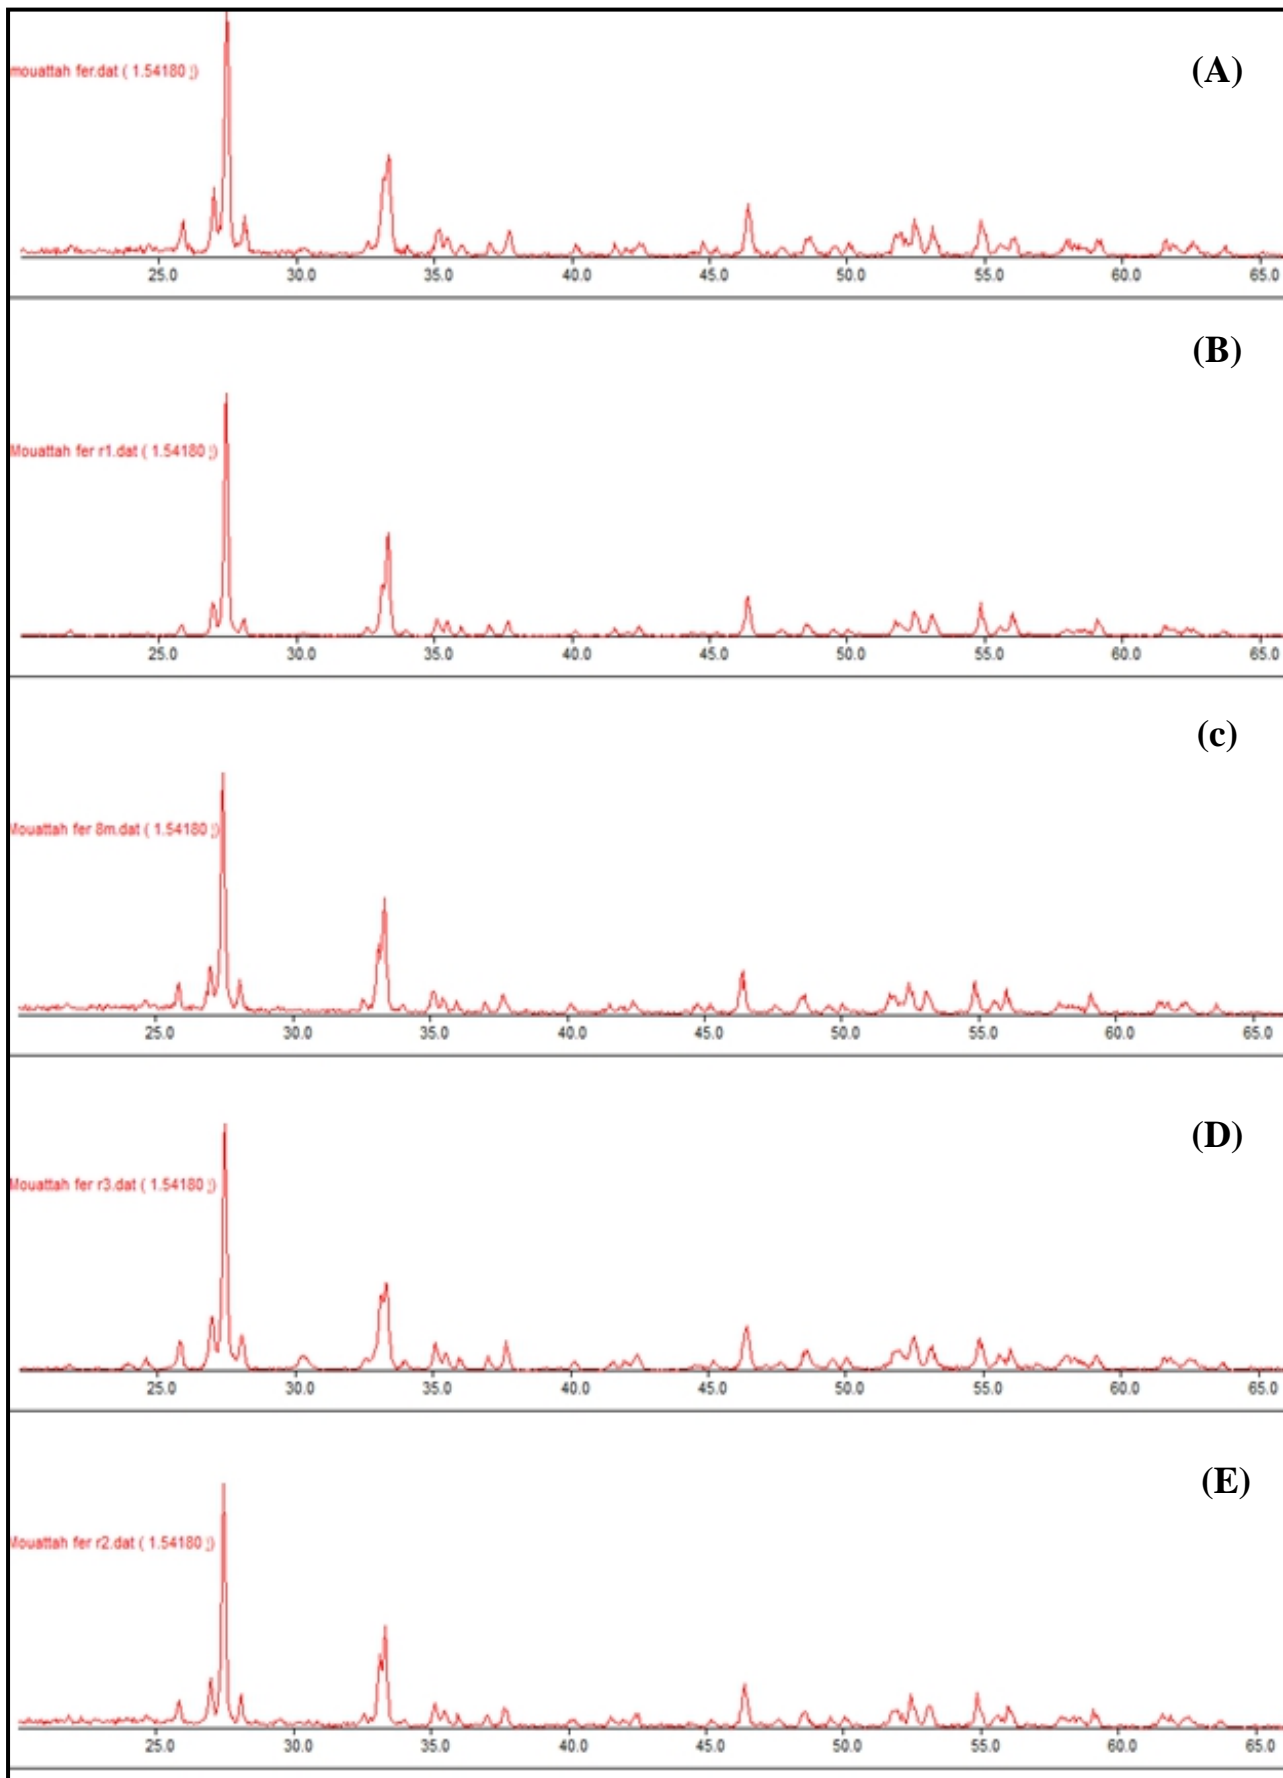 (A)
mouattah fer.dat ( 1.54180 ;)
25.0 30.0 35.0 40.0 45.0 50.0 55.0 60.0 65.0
(B)
Mouattah fer r1.dat ( 1.54180 ;)
25.0 30.0 35.0 40.0 45.0 50.0 55.0 60.0 65.0
(c)
Mouattah fer 8m.dat ( 1.54180 ;)
25.0 30.0 35.0 40.0 45.0 50.0 55.0 60.0 65.0
(D)
Mouattah fer r3.dat ( 1.54180 ;)
25.0 30.0 35.0 40.0 45.0 50.0 55.0 60.0 65.0
(E)
Mouattah fer r2.dat ( 1.54180 ;)
25.0 30.0 35.0 40.0 45.0 50.0 55.0 60.0 65.0